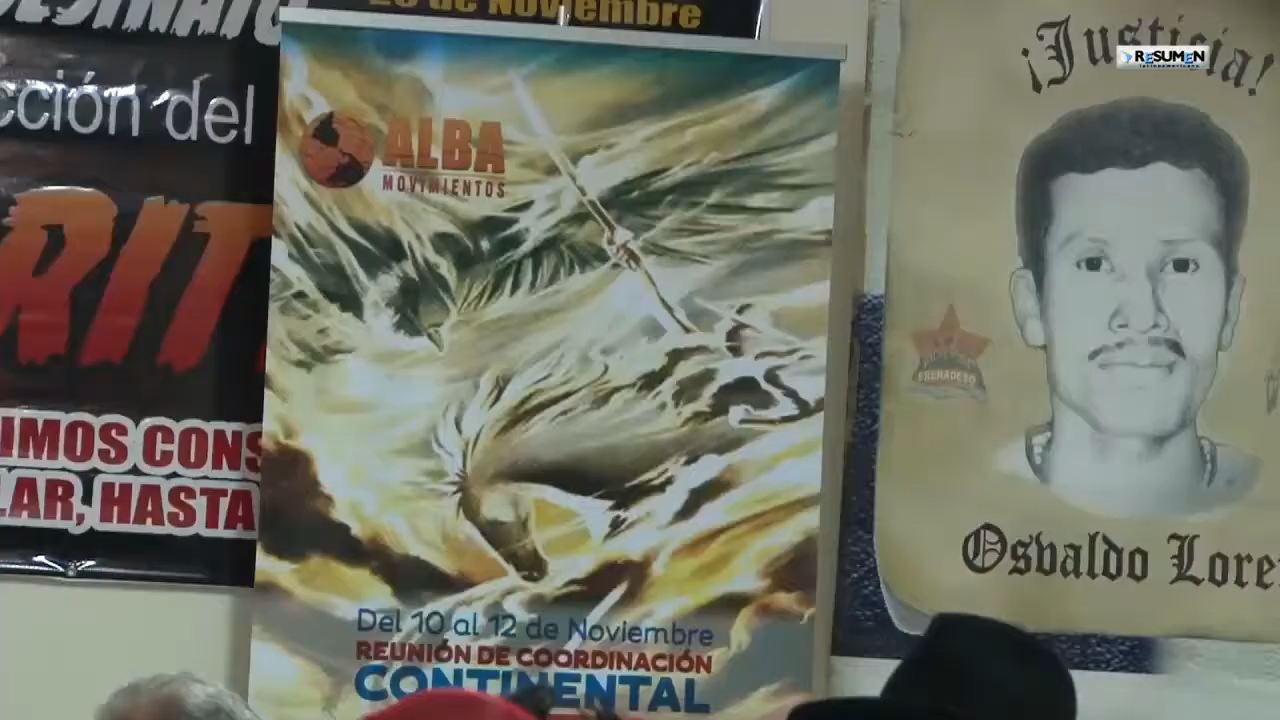 cción del
RIT
IMOS CONS
LAR, HASTA
de Noviembre
ALBA
MOVIMIENTOS
Del 10 al 12 de Noviembre
REUNIÓN DE COORDINACIÓN
CONTINENTAL
¡Justicia!
RESUMEN
latinoamericano
Osvaldo Lore